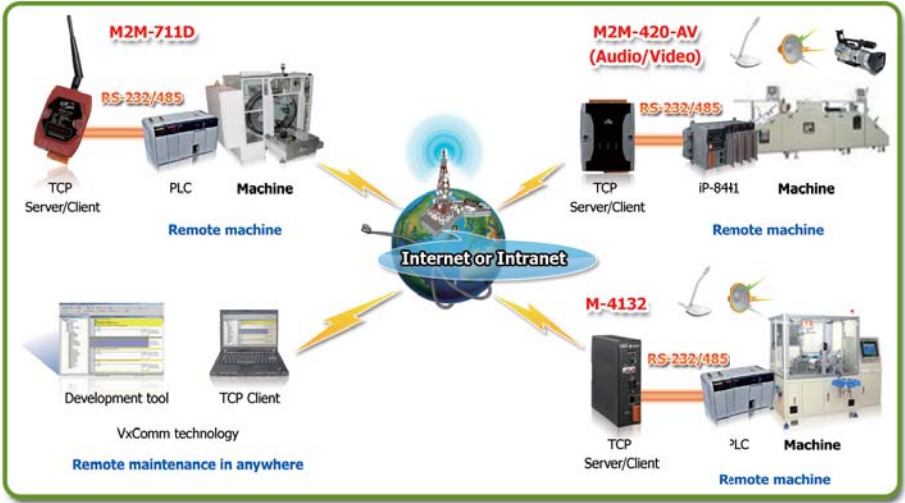 M2M-711D
RS-232/485
TCP
Server/Client
PLC
Machine
Remote machine
M2M-420-AV
(Audio/Video)
RS-232/485
TCP
Server/Client
iP-8441
Machine
Remote machine
Internet or Intranet
Development tool
TCP Client
VxComm technology
Remote maintenance in anywhere
M-4132
RS-232/485
TCP
Server/Client
PLC
Machine
Remote machine